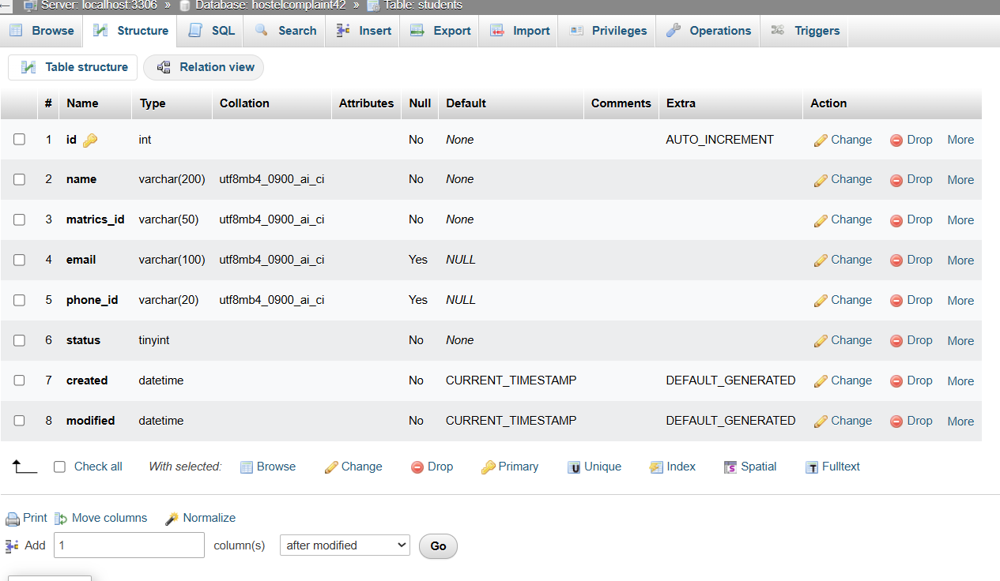 Server: localhost:3306 » Database: hostelcomplaint42 » Table: students
Browse Structure SQL Search Insert Export Import Privileges Operations Triggers
Table structure Relation view
# Name Type Collation Attributes Null Default Comments Extra Action
1 id int No None AUTO_INCREMENT Change Drop More
2 name varchar(200) utf8mb4_0900_ai_ci No None Change Drop More
3 matrics_id varchar(50) utf8mb4_0900_ai_ci No None Change Drop More
4 email varchar(100) utf8mb4_0900_ai_ci Yes NULL Change Drop More
5 phone_id varchar(20) utf8mb4_0900_ai_ci Yes NULL Change Drop More
6 status tinyint No None Change Drop More
7 created datetime No CURRENT_TIMESTAMP DEFAULT_GENERATED Change Drop More
8 modified datetime No CURRENT_TIMESTAMP DEFAULT_GENERATED Change Drop More
Check all With selected: Browse Change Drop Primary Unique Index Spatial Fulltext
Print Move columns Normalize
Add 1 column(s) after modified Go